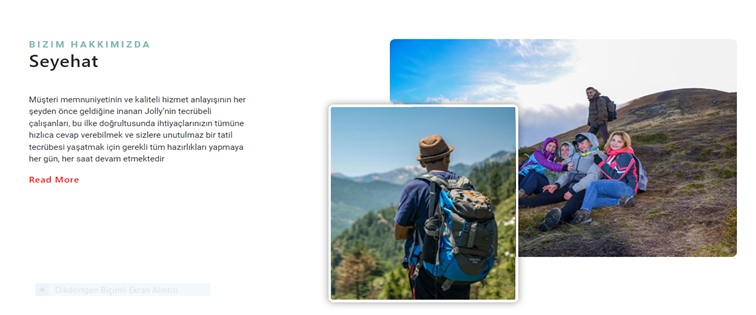 BIZIM HAKKIMIZDA
Seyehat
Müşteri memnuniyetinin ve kaliteli hizmet anlayışının her
şeyden önce geldiğine inanan Jolly'nin tecrübeli
çalışanları, bu ilke doğrultusunda ihtiyaçlarınızın tümüne
hızlıca cevap verebilmek ve sizlere unutulmaz bir tatil
tecrübesi yaşatmak için gerekli tüm hazırlıkları yapmaya
her gün, her saat devam etmektedir
Read More
Dikdörtgen Biçimli Ekran Alıntısı